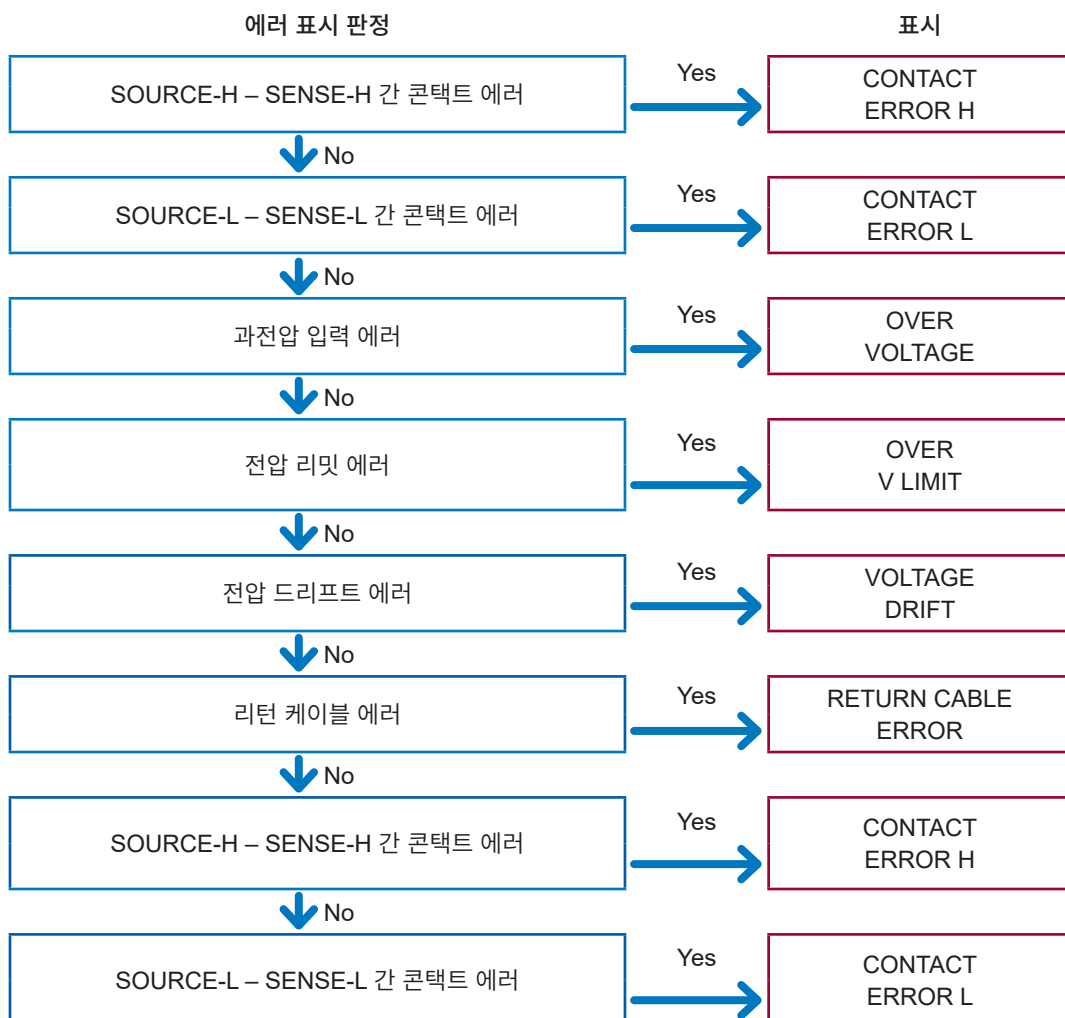 에러 표시 판정
표시
SOURCE-H – SENSE-H 간 콘택트 에러
Yes
CONTACT
ERROR H
No
SOURCE-L – SENSE-L 간 콘택트 에러
Yes
CONTACT
ERROR L
No
과전압 입력 에러
Yes
OVER
VOLTAGE
No
전압 리밋 에러
Yes
OVER
V LIMIT
No
전압 드리프트 에러
Yes
VOLTAGE
DRIFT
No
리턴 케이블 에러
Yes
RETURN CABLE
ERROR
No
SOURCE-H – SENSE-H 간 콘택트 에러
Yes
CONTACT
ERROR H
No
SOURCE-L – SENSE-L 간 콘택트 에러
Yes
CONTACT
ERROR L